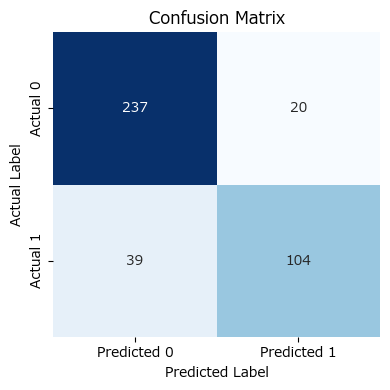 Confusion Matrix
Actual Label
Actual 0
237 20
Actual 1
39 104
Predicted 0 Predicted 1
Predicted Label